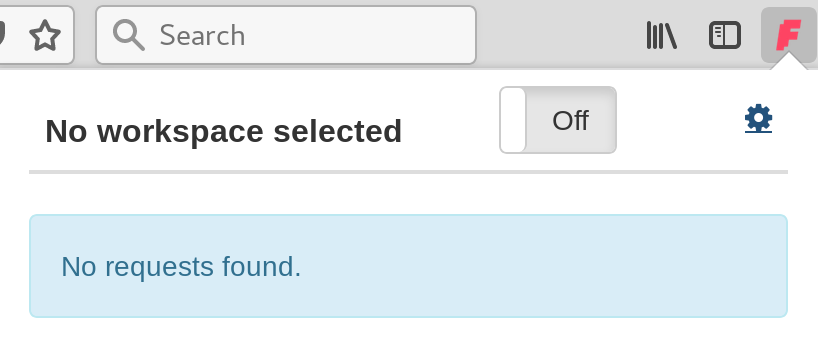 Search
F
No workspace selected
Off
No requests found.